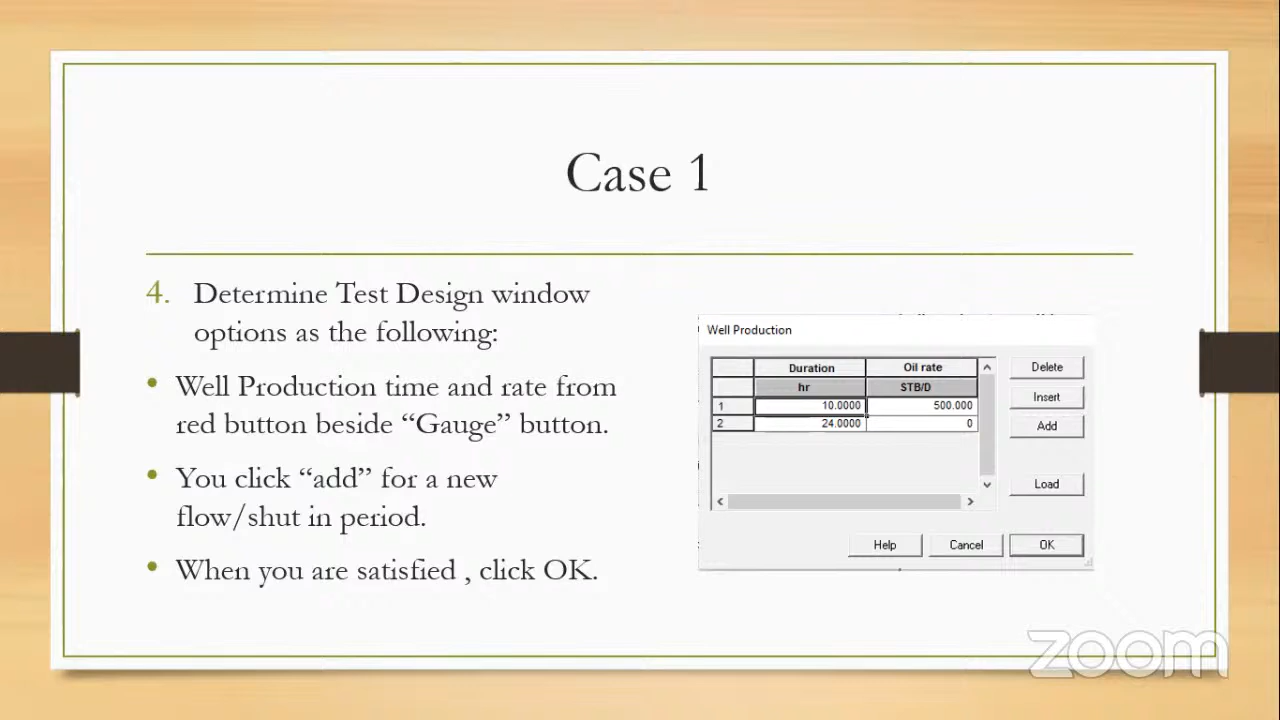 Case 1
4. Determine Test Design window
options as the following:
• Well Production time and rate from
red button beside “Gauge” button.
• You click “add” for a new
flow/shut in period.
• When you are satisfied , click OK.
Well Production
Duration Oil rate
hr STB/D
1 10.0000 500.000
2 24.0000 0
Delete
Insert
Add
Load
Help Cancel OK
zoom